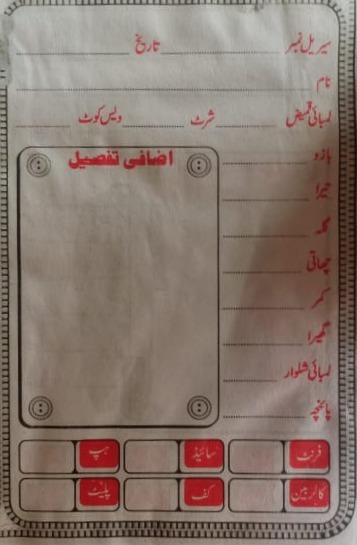 سیریل نمبر ........ تاریخ ........
نام ........
لمبائی قمیض ........ شرٹ ........ ویس کوٹ ........
اضافی تفصیل
بازو ........
تیرا ........
گلہ ........
چھاتی ........
کمر ........
گھیرا ........
لمبائی شلوار ........
پائنچہ ........
فرنٹ سائیڈ ہپ
کالر بین کف پلیٹ